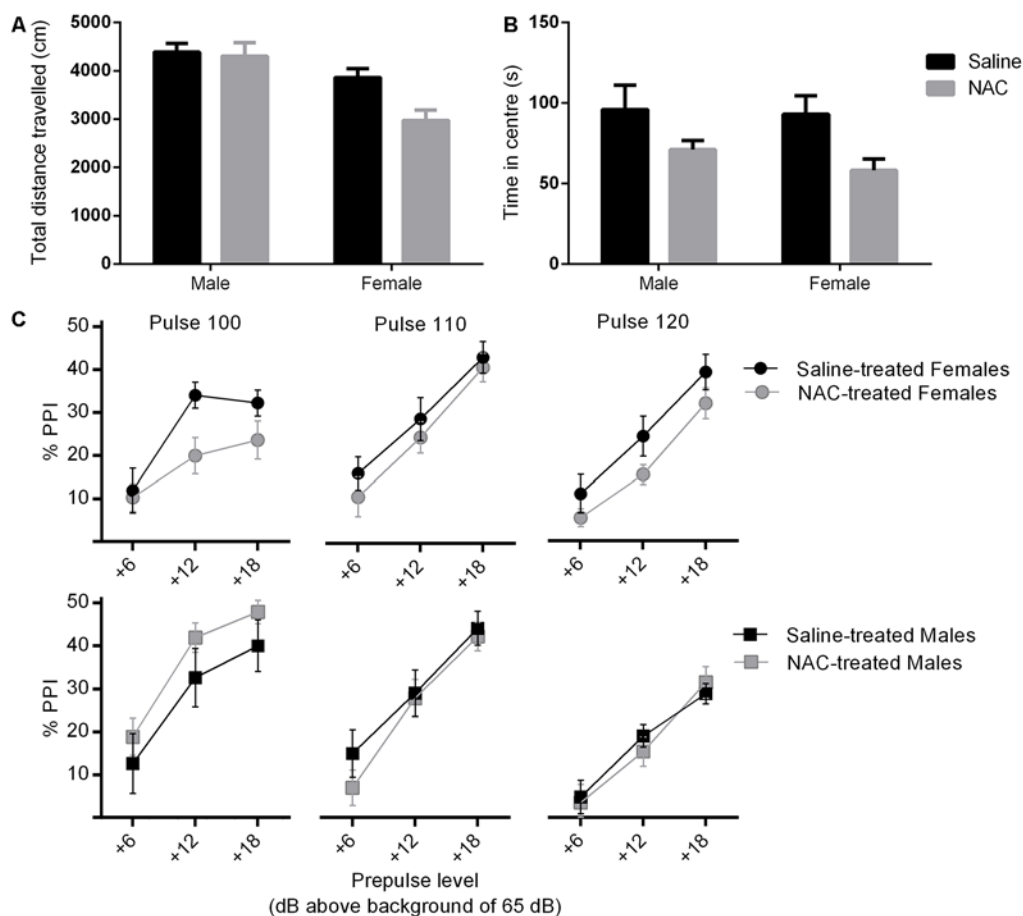 A
Total distance travelled (cm)
5000
4000
3000
2000
1000
0
Male
Female
B
Time in centre (s)
150
100
50
0
Male
Female
Saline
NAC
C
Pulse 100
Pulse 110
Pulse 120
% PPI
50
40
30
20
10
+6
+12
+18
+6
+12
+18
+6
+12
+18
Saline-treated Females
NAC-treated Females
% PPI
50
40
30
20
10
+6
+12
+18
+6
+12
+18
+6
+12
+18
Saline-treated Males
NAC-treated Males
Prepulse level
(dB above background of 65 dB)